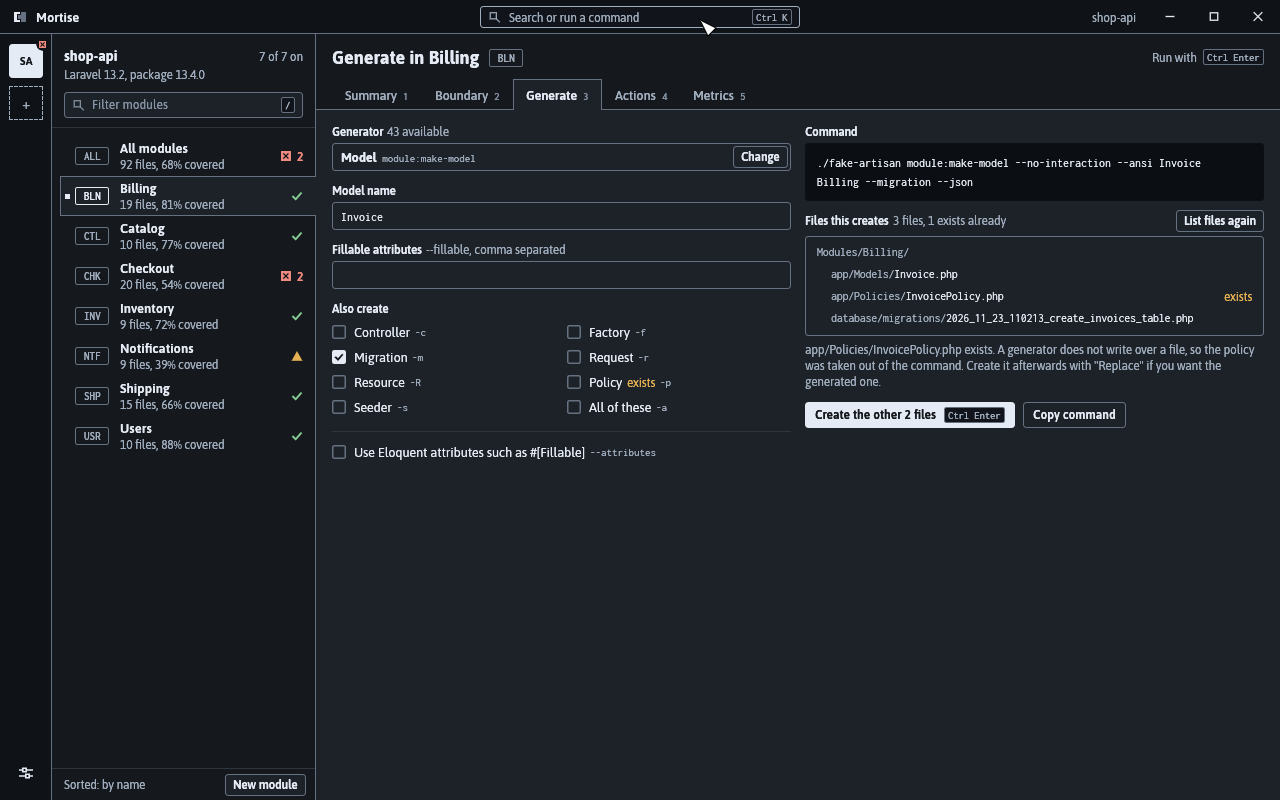 Mortise
Search or run a command
Ctrl K
shop-api
SA
+
shop-api
7 of 7 on
Laravel 13.2, package 13.4.0
Filter modules
/
ALL
All modules
92 files, 68% covered
2
BLN
Billing
19 files, 81% covered
CTL
Catalog
10 files, 77% covered
CHK
Checkout
20 files, 54% covered
2
INV
Inventory
9 files, 72% covered
NTF
Notifications
9 files, 39% covered
SHP
Shipping
15 files, 66% covered
USR
Users
10 files, 88% covered
Sorted: by name
New module
Generate in Billing
BLN
Run with
Ctrl Enter
Summary 1
Boundary 2
Generate 3
Actions 4
Metrics 5
Generator 43 available
Model module:make-model
Change
Model name
Invoice
Fillable attributes --fillable, comma separated
Also create
Controller -c
Factory -f
Migration -m
Request -r
Resource -R
Policy exists -p
Seeder -s
All of these -a
Use Eloquent attributes such as #[Fillable] --attributes
Command
./fake-artisan module:make-model --no-interaction --ansi Invoice
Billing --migration --json
Files this creates 3 files, 1 exists already
List files again
Modules/Billing/
app/Models/Invoice.php
app/Policies/InvoicePolicy.php
exists
database/migrations/2026_11_23_110213_create_invoices_table.php
app/Policies/InvoicePolicy.php exists. A generator does not write over a file, so the policy
was taken out of the command. Create it afterwards with "Replace" if you want the
generated one.
Create the other 2 files
Ctrl Enter
Copy command